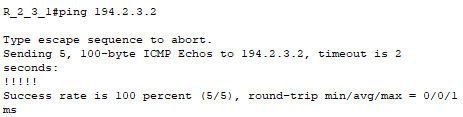 R_2_3_1#ping 194.2.3.2
Type escape sequence to abort.
Sending 5, 100-byte ICMP Echos to 194.2.3.2, timeout is 2
seconds:
!!!!!
Success rate is 100 percent (5/5), round-trip min/avg/max = 0/0/1
ms